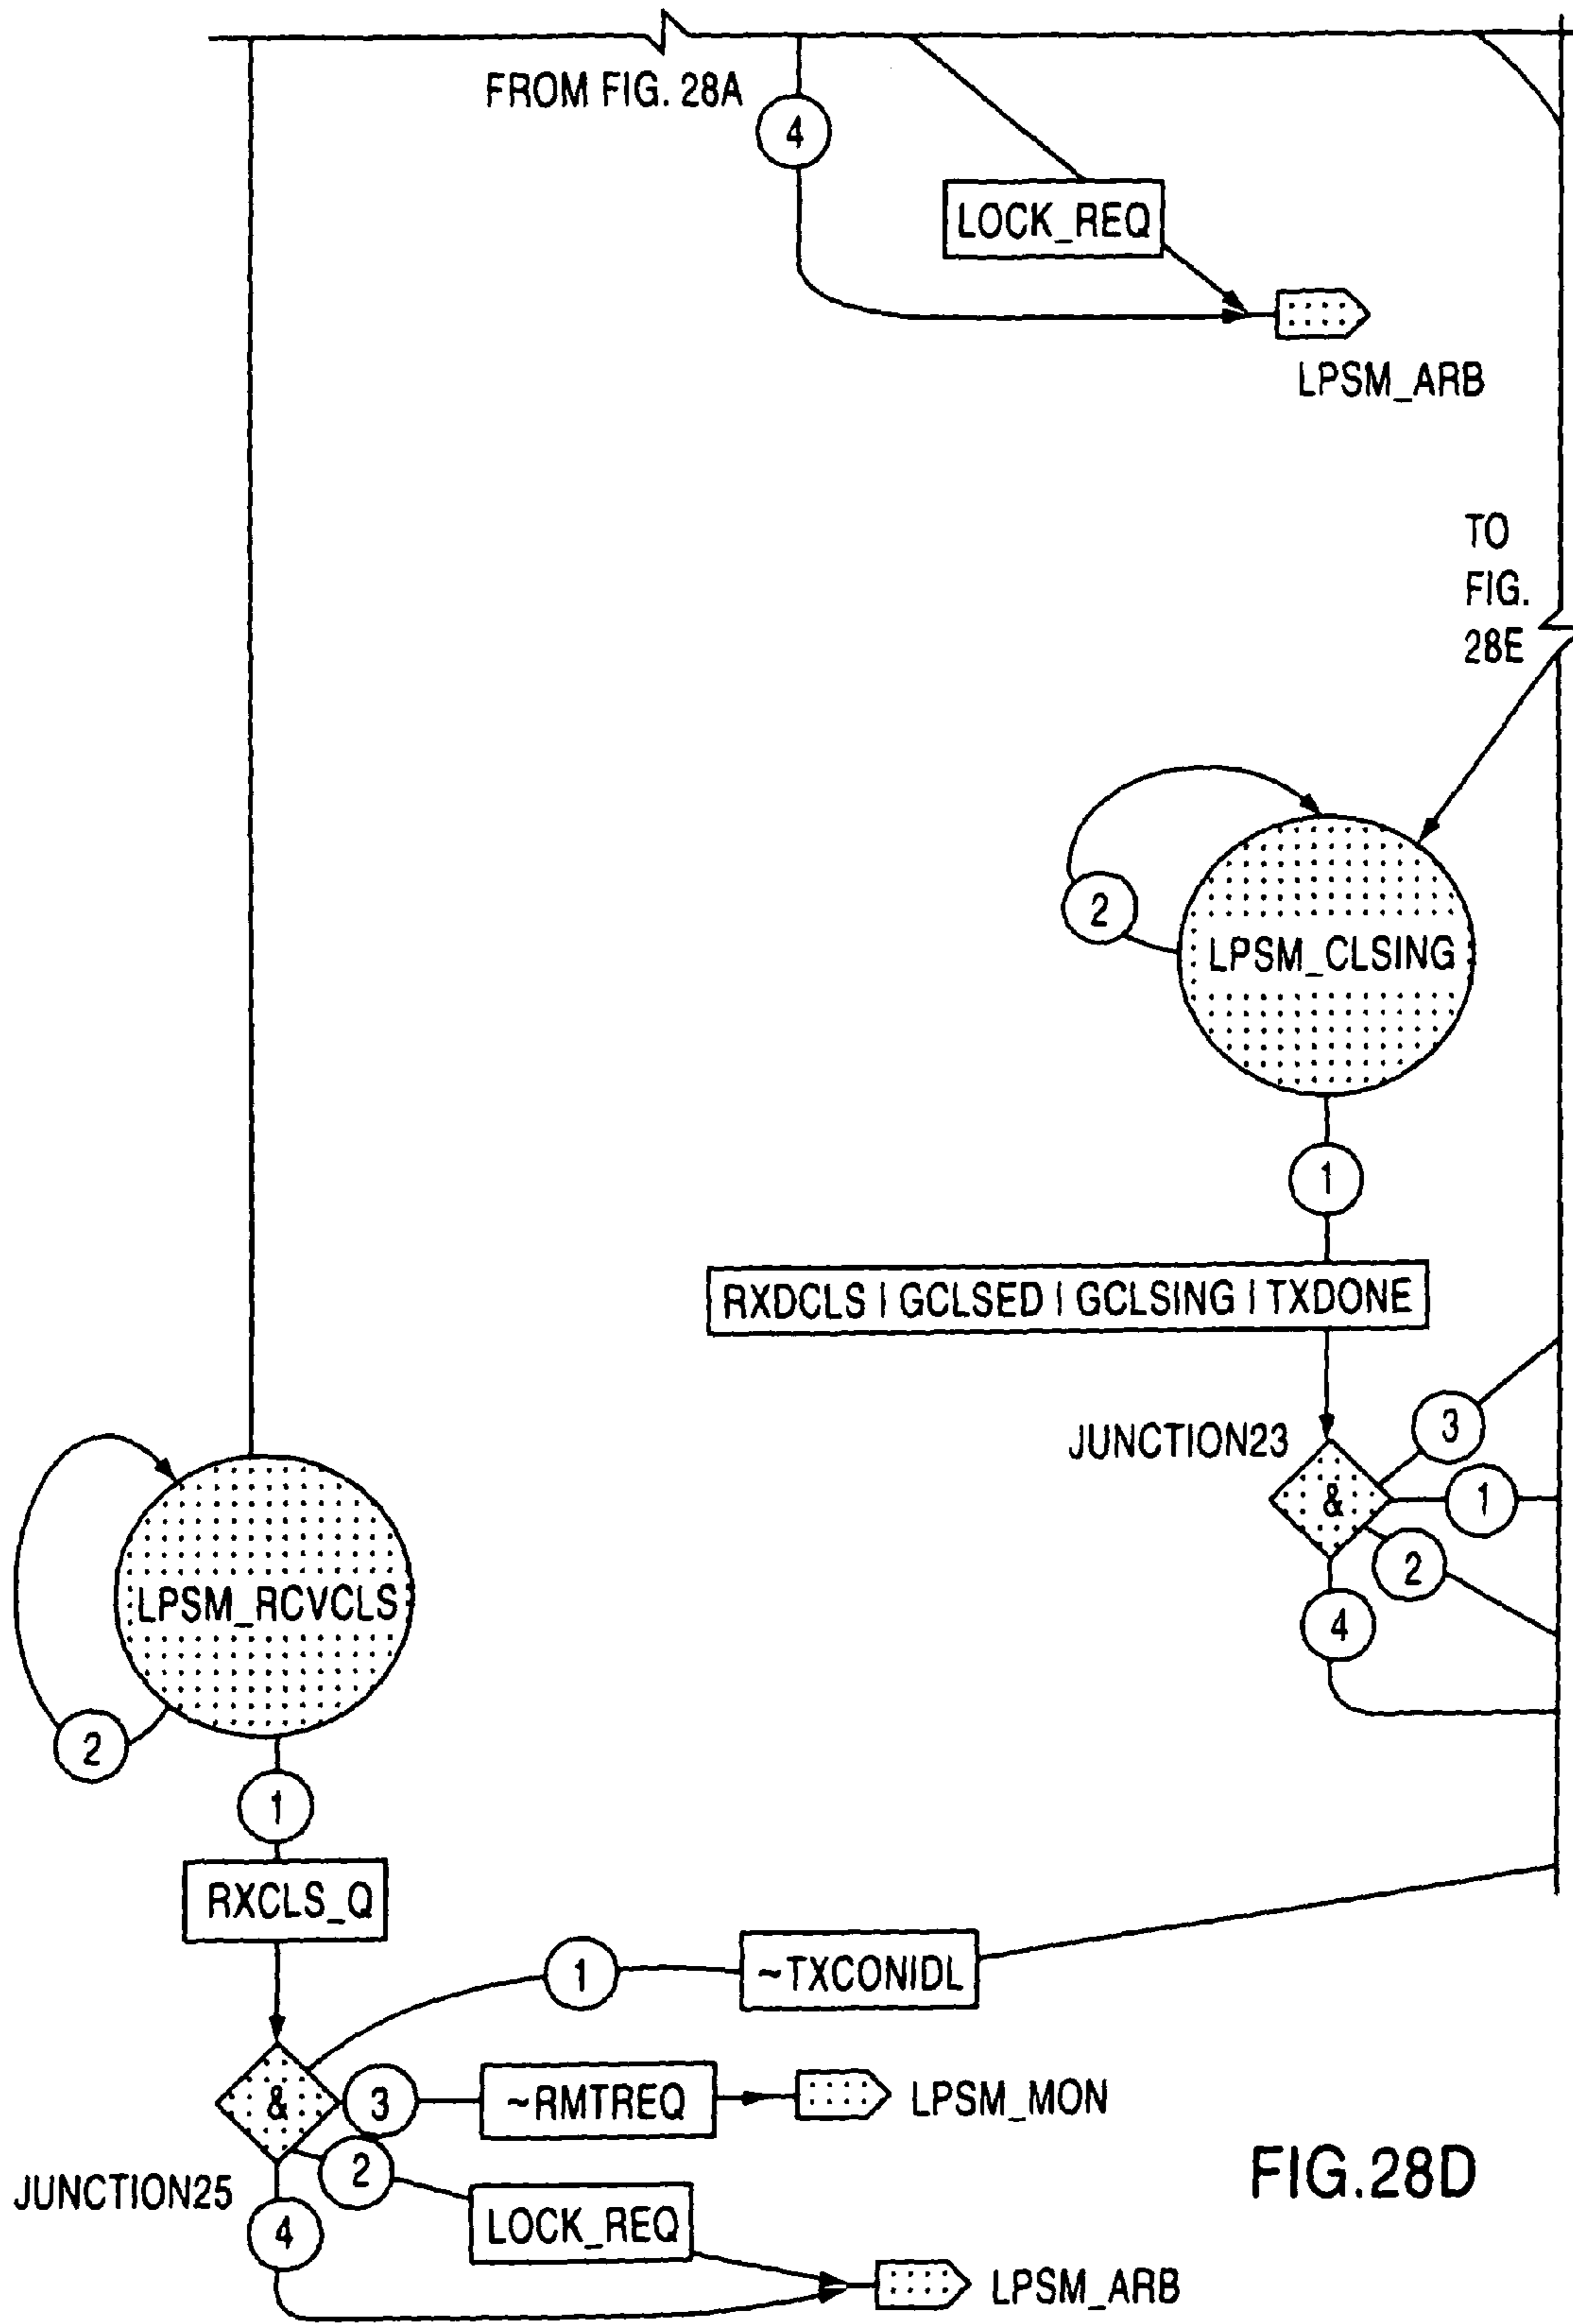 FROM FIG. 28A
4
LOCK_REQ
LPSM_ARB
TO
FIG.
28E
2
LPSM_CLSING
1
RXDCLS | GCLSED | GCLSING | TXDONE
JUNCTION23
3
&
1
2
4
LPSM_RCVCLS
2
1
RXCLS_Q
1
~TXCONIDL
&
3
~RMTREQ
LPSM_MON
JUNCTION25
2
4
LOCK_REQ
LPSM_ARB
FIG.28D